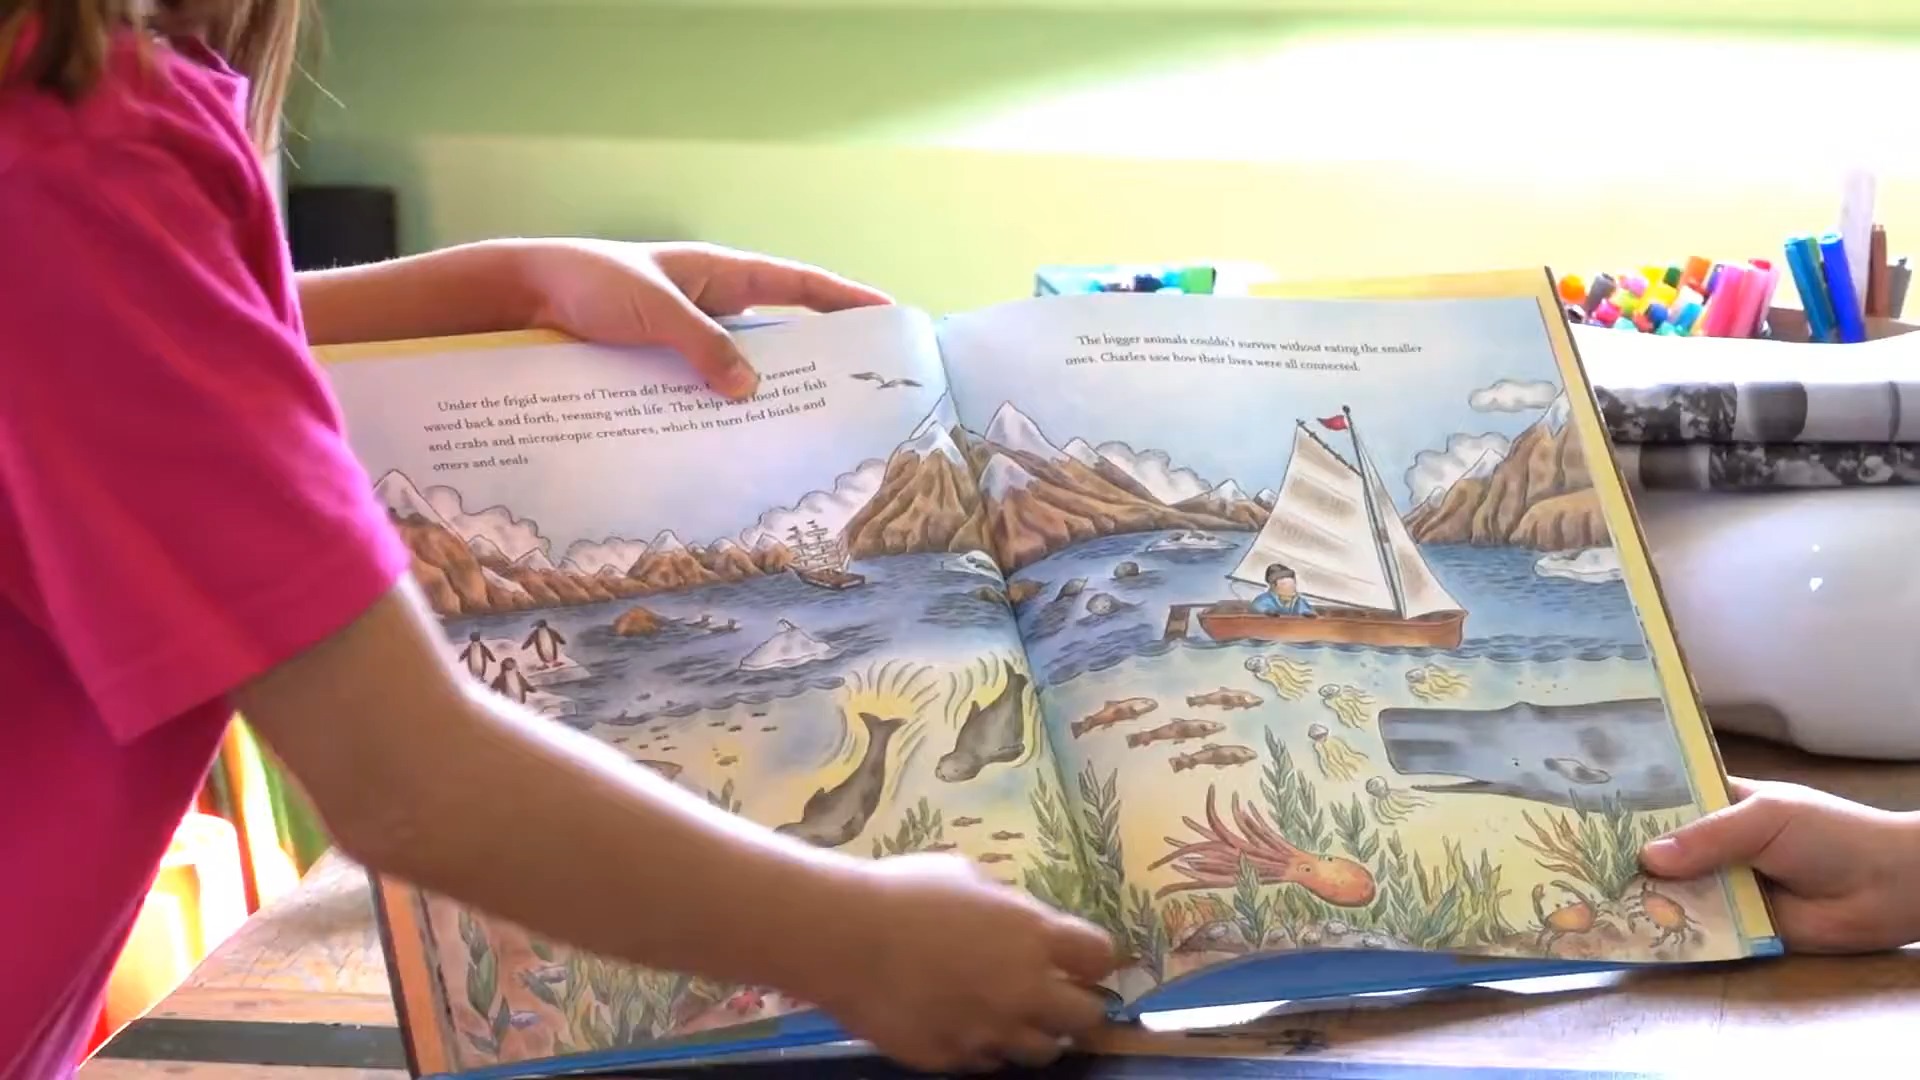 Under the frigid waters of Tierra del Fuego, seaweed
waved back and forth, teeming with life. The kelp was food for fish
and crabs and microscopic creatures, which in turn fed birds and
otters and seals
The bigger animals couldn't survive without eating the smaller
ones. Charles saw how their lives were all connected.